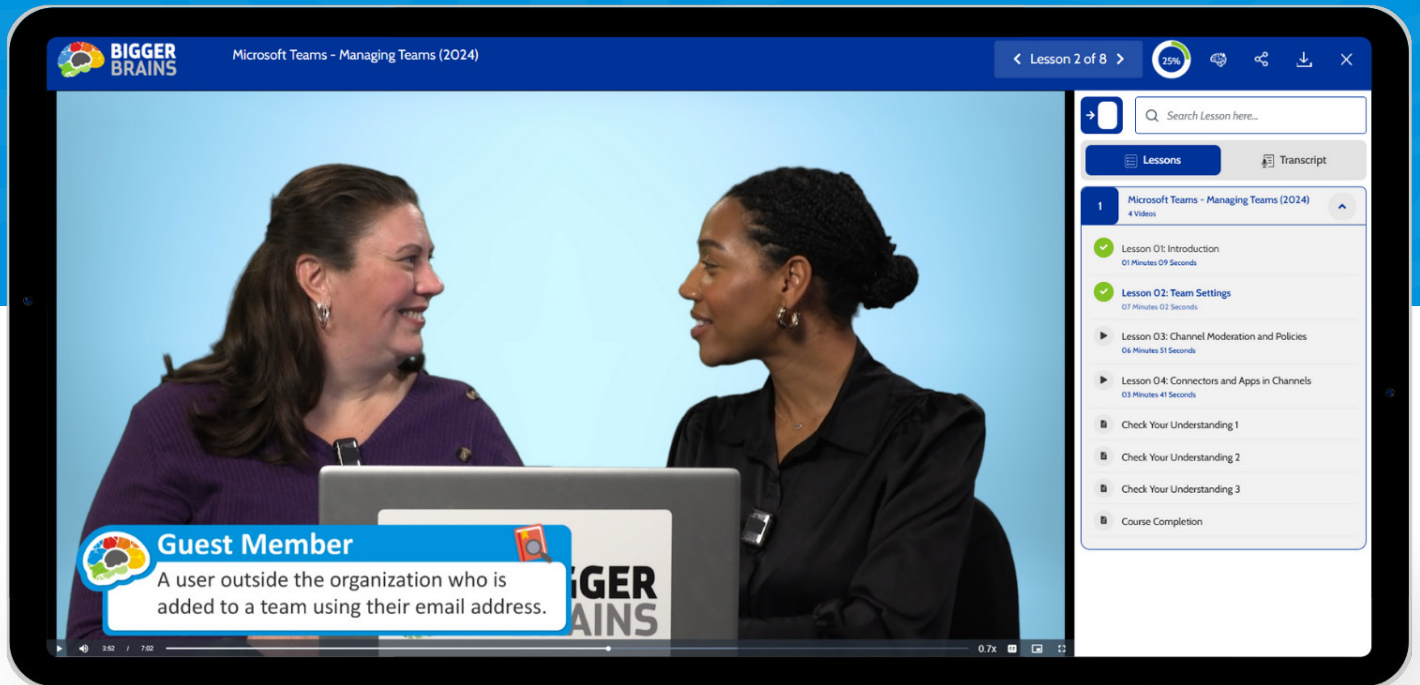 BIGGER
BRAINS
Microsoft Teams - Managing Teams (2024)
Lesson 2 of 8
25%
Search Lesson here...
Lessons
Transcript
1
Microsoft Teams - Managing Teams (2024)
4 Videos
Lesson 01: Introduction
01 Minutes 09 Seconds
Lesson 02: Team Settings
07 Minutes 02 Seconds
Lesson 03: Channel Moderation and Policies
06 Minutes 51 Seconds
Lesson 04: Connectors and Apps in Channels
03 Minutes 41 Seconds
Check Your Understanding 1
Check Your Understanding 2
Check Your Understanding 3
Course Completion
Guest Member
A user outside the organization who is
added to a team using their email address.
IGGER
AINS
3:52 / 7:02
0.7x